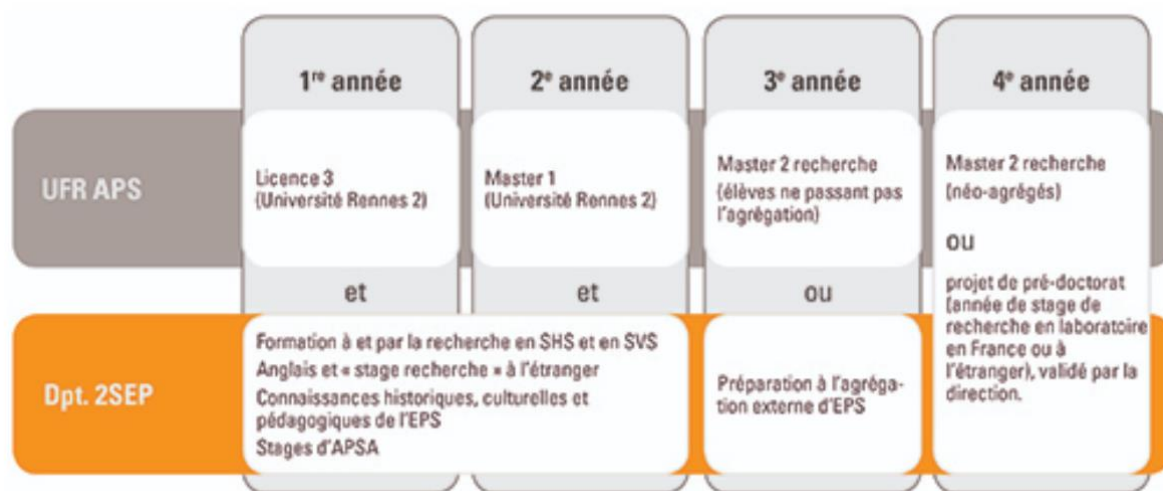 1re année
2e année
3e année
4e année
UFR APS
Licence 3
(Université Rennes 2)
Master 1
(Université Rennes 2)
Master 2 recherche
(élèves ne passant pas
l'agrégation)
Master 2 recherche
(néo-agrégés)
ou
projet de pré-doctorat
(année de stage de
recherche en laboratoire
en France ou à
l'étranger), validé par la
direction.
et
et
ou
Dpt. 2SEP
Formation à et par la recherche en SHS et en SVS
Anglais et « stage recherche » à l'étranger
Connaissances historiques, culturelles et
pédagogiques de l'EPS
Stages d'APSA
Préparation à l'agréga-
tion externe d'EPS